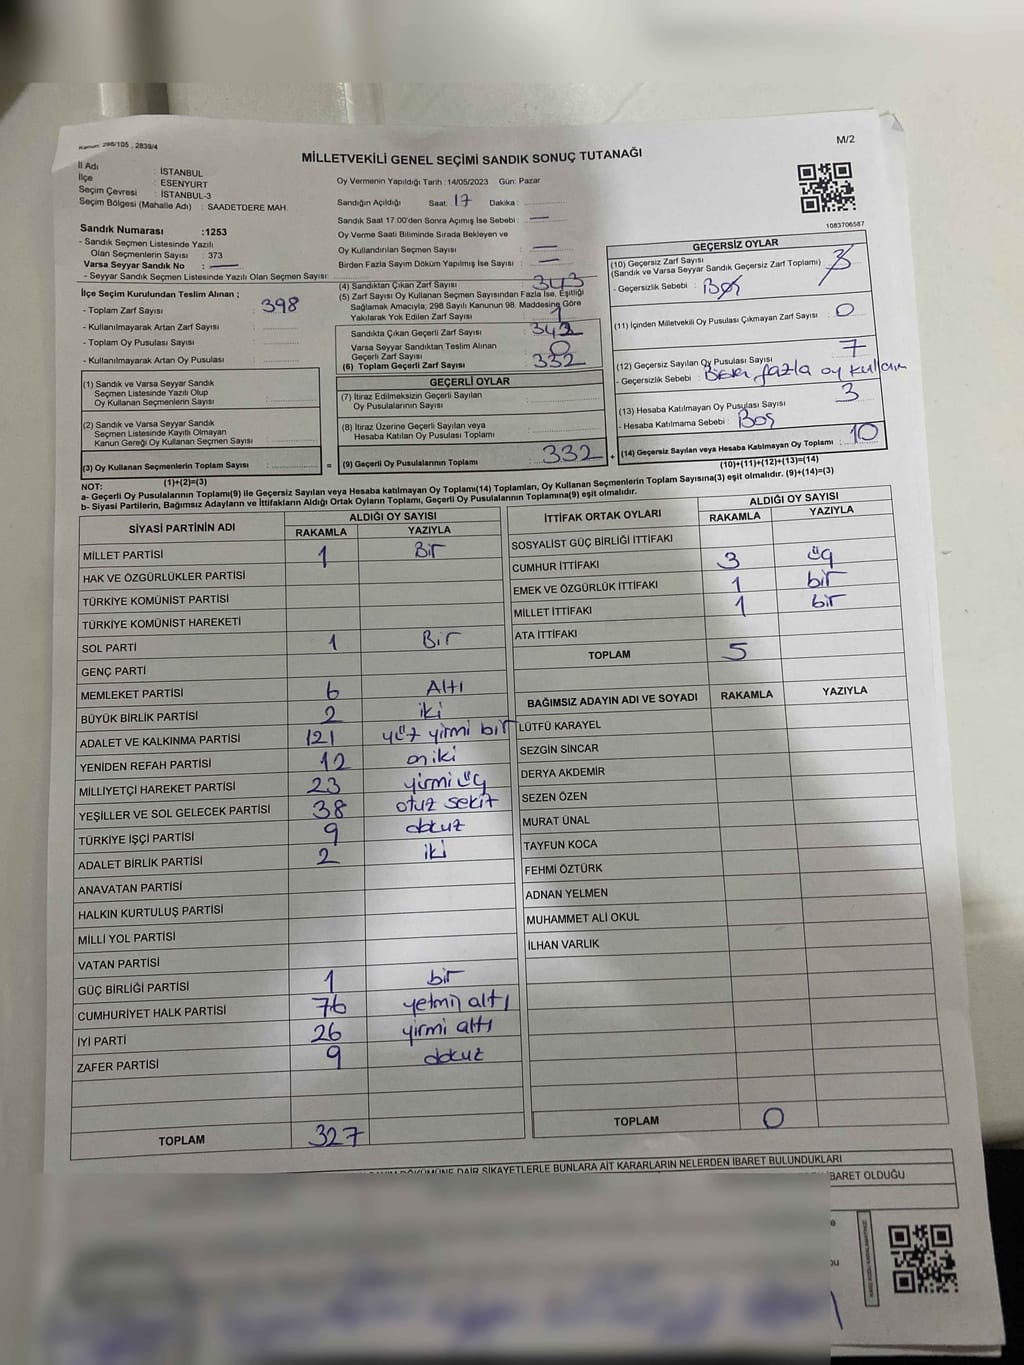 Kanun: 298/105 , 2839/4
M/2
MİLLETVEKİLİ GENEL SEÇİMİ SANDIK SONUÇ TUTANAĞI
İl Adı : İSTANBUL
İlçe : ESENYURT
Seçim Çevresi : İSTANBUL-3
Seçim Bölgesi (Mahalle Adı) : SAADETDERE MAH.
Sandık Numarası :1253
- Sandık Seçmen Listesinde Yazılı
Olan Seçmenlerin Sayısı : 373
Varsa Seyyar Sandık No :
- Seyyar Sandık Seçmen Listesinde Yazılı Olan Seçmen Sayısı:
Oy Vermenin Yapıldığı Tarih :14/05/2023 Gün: Pazar
Sandığın Açıldığı Saat: 17 Dakika :
Sandık Saat 17:00'den Sonra Açımış İse Sebebi : —
Oy Verme Saati Bitiminde Sırada Bekleyen ve
Oy Kullandırılan Seçmen Sayısı : —
Birden Fazla Sayım Döküm Yapılmış İse Sayısı : —
1083706587
İlçe Seçim Kurulundan Teslim Alınan ;
- Toplam Zarf Sayısı : 398
- Kullanılmayarak Artan Zarf Sayısı :
- Toplam Oy Pusulası Sayısı :
- Kullanılmayarak Artan Oy Pusulası :
(1) Sandık ve Varsa Seyyar Sandık
Seçmen Listesinde Yazılı Olup
Oy Kullanan Seçmenlerin Sayısı :
(2) Sandık ve Varsa Seyyar Sandık
Seçmen Listesinde Kayıtlı Olmayan
Kanun Gereği Oy Kullanan Seçmen Sayısı :
(3) Oy Kullanan Seçmenlerin Toplam Sayısı :
(1)+(2)=(3)
(4) Sandıktan Çıkan Zarf Sayısı : 343
(5) Zarf Sayısı Oy Kullanan Seçmen Sayısından Fazla İse, Eşitliği
Sağlamak Amacıyla, 298 Sayılı Kanunun 98. Maddesine Göre
Yakılarak Yok Edilen Zarf Sayısı : 1
Sandıkta Çıkan Geçerli Zarf Sayısı : 342
Varsa Seyyar Sandıktan Teslim Alınan
Geçerli Zarf Sayısı : 0
(6) Toplam Geçerli Zarf Sayısı : 332
GEÇERLİ OYLAR
(7) İtiraz Edilmeksizin Geçerli Sayılan
Oy Pusulalarının Sayısı :
(8) İtiraz Üzerine Geçerli Sayılan veya
Hesaba Katılan Oy Pusulası Toplamı :
= (9) Geçerli Oy Pusulalarının Toplamı : 332
GEÇERSİZ OYLAR
(10) Geçersiz Zarf Sayısı
(Sandık ve Varsa Seyyar Sandık Geçersiz Zarf Toplamı) : 3
- Geçersizlik Sebebi : Boş
(11) İçinden Milletvekili Oy Pusulası Çıkmayan Zarf Sayısı : 0
(12) Geçersiz Sayılan Oy Pusulası Sayısı : 7
- Geçersizlik Sebebi : fazla oy kullanım
(13) Hesaba Katılmayan Oy Pusulası Sayısı : 3
- Hesaba Katılmama Sebebi : Boş
+ (14) Geçersiz Sayılan veya Hesaba Katılmayan Oy Toplamı : 10
(10)+(11)+(12)+(13)=(14)
NOT:
a- Geçerli Oy Pusulalarının Toplamı(9) ile Geçersiz Sayılan veya Hesaba katılmayan Oy Toplamı(14) Toplamları, Oy Kullanan Seçmenlerin Toplam Sayısına(3) eşit olmalıdır. (9)+(14)=(3)
b- Siyasi Partilerin, Bağımsız Adayların ve İttifakların Aldığı Ortak Oyların Toplamı, Geçerli Oy Pusulalarının Toplamına(9) eşit olmalıdır.
SİYASİ PARTİNİN ADI ALDIĞI OY SAYISI
RAKAMLA YAZIYLA
MİLLET PARTİSİ 1 Bir
HAK VE ÖZGÜRLÜKLER PARTİSİ
TÜRKİYE KOMÜNİST PARTİSİ
TÜRKİYE KOMÜNİST HAREKETİ
SOL PARTİ 1 Bir
GENÇ PARTİ
MEMLEKET PARTİSİ 6 Altı
BÜYÜK BİRLİK PARTİSİ 2 iki
ADALET VE KALKINMA PARTİSİ 121 yüz yirmi bir
YENİDEN REFAH PARTİSİ 12 on iki
MİLLİYETÇİ HAREKET PARTİSİ 23 yirmi üç
YEŞİLLER VE SOL GELECEK PARTİSİ 38 otuz sekiz
TÜRKİYE İŞÇİ PARTİSİ 9 dokuz
ADALET BİRLİK PARTİSİ 2 iki
ANAVATAN PARTİSİ
HALKIN KURTULUŞ PARTİSİ
MİLLİ YOL PARTİSİ
VATAN PARTİSİ
GÜÇ BİRLİĞİ PARTİSİ 1 bir
CUMHURİYET HALK PARTİSİ 76 yetmiş altı
İYİ PARTİ 26 yirmi altı
ZAFER PARTİSİ 9 dokuz
TOPLAM 327
İTTİFAK ORTAK OYLARI ALDIĞI OY SAYISI
RAKAMLA YAZIYLA
SOSYALİST GÜÇ BİRLİĞİ İTTİFAKI
CUMHUR İTTİFAKI 3 üç
EMEK VE ÖZGÜRLÜK İTTİFAKI 1 bir
MİLLET İTTİFAKI 1 bir
ATA İTTİFAKI
TOPLAM 5
BAĞIMSIZ ADAYIN ADI VE SOYADI RAKAMLA YAZIYLA
LÜTFÜ KARAYEL
SEZGİN SİNCAR
DERYA AKDEMİR
SEZEN ÖZEN
MURAT ÜNAL
TAYFUN KOCA
FEHMİ ÖZTÜRK
ADNAN YELMEN
MUHAMMET ALİ OKUL
İLHAN VARLIK
TOPLAM 0
DÖKÜMÜNE DAİR ŞİKAYETLERLE BUNLARA AİT KARARLARIN NELERDEN İBARET BULUNDUKLARI
İBARET OLDUĞU